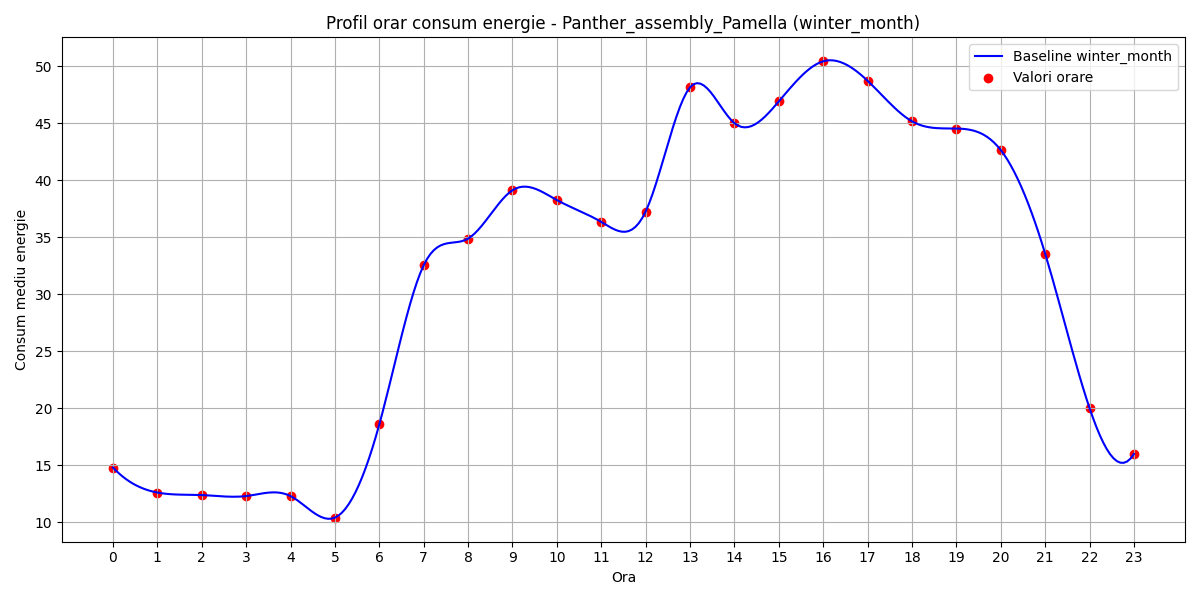 Profil orar consum energie - Panther_assembly_Pamella (winter_month)
Baseline winter_month
Valori orare
Consum mediu energie
50
45
40
35
30
25
20
15
10
0 1 2 3 4 5 6 7 8 9 10 11 12 13 14 15 16 17 18 19 20 21 22 23
Ora